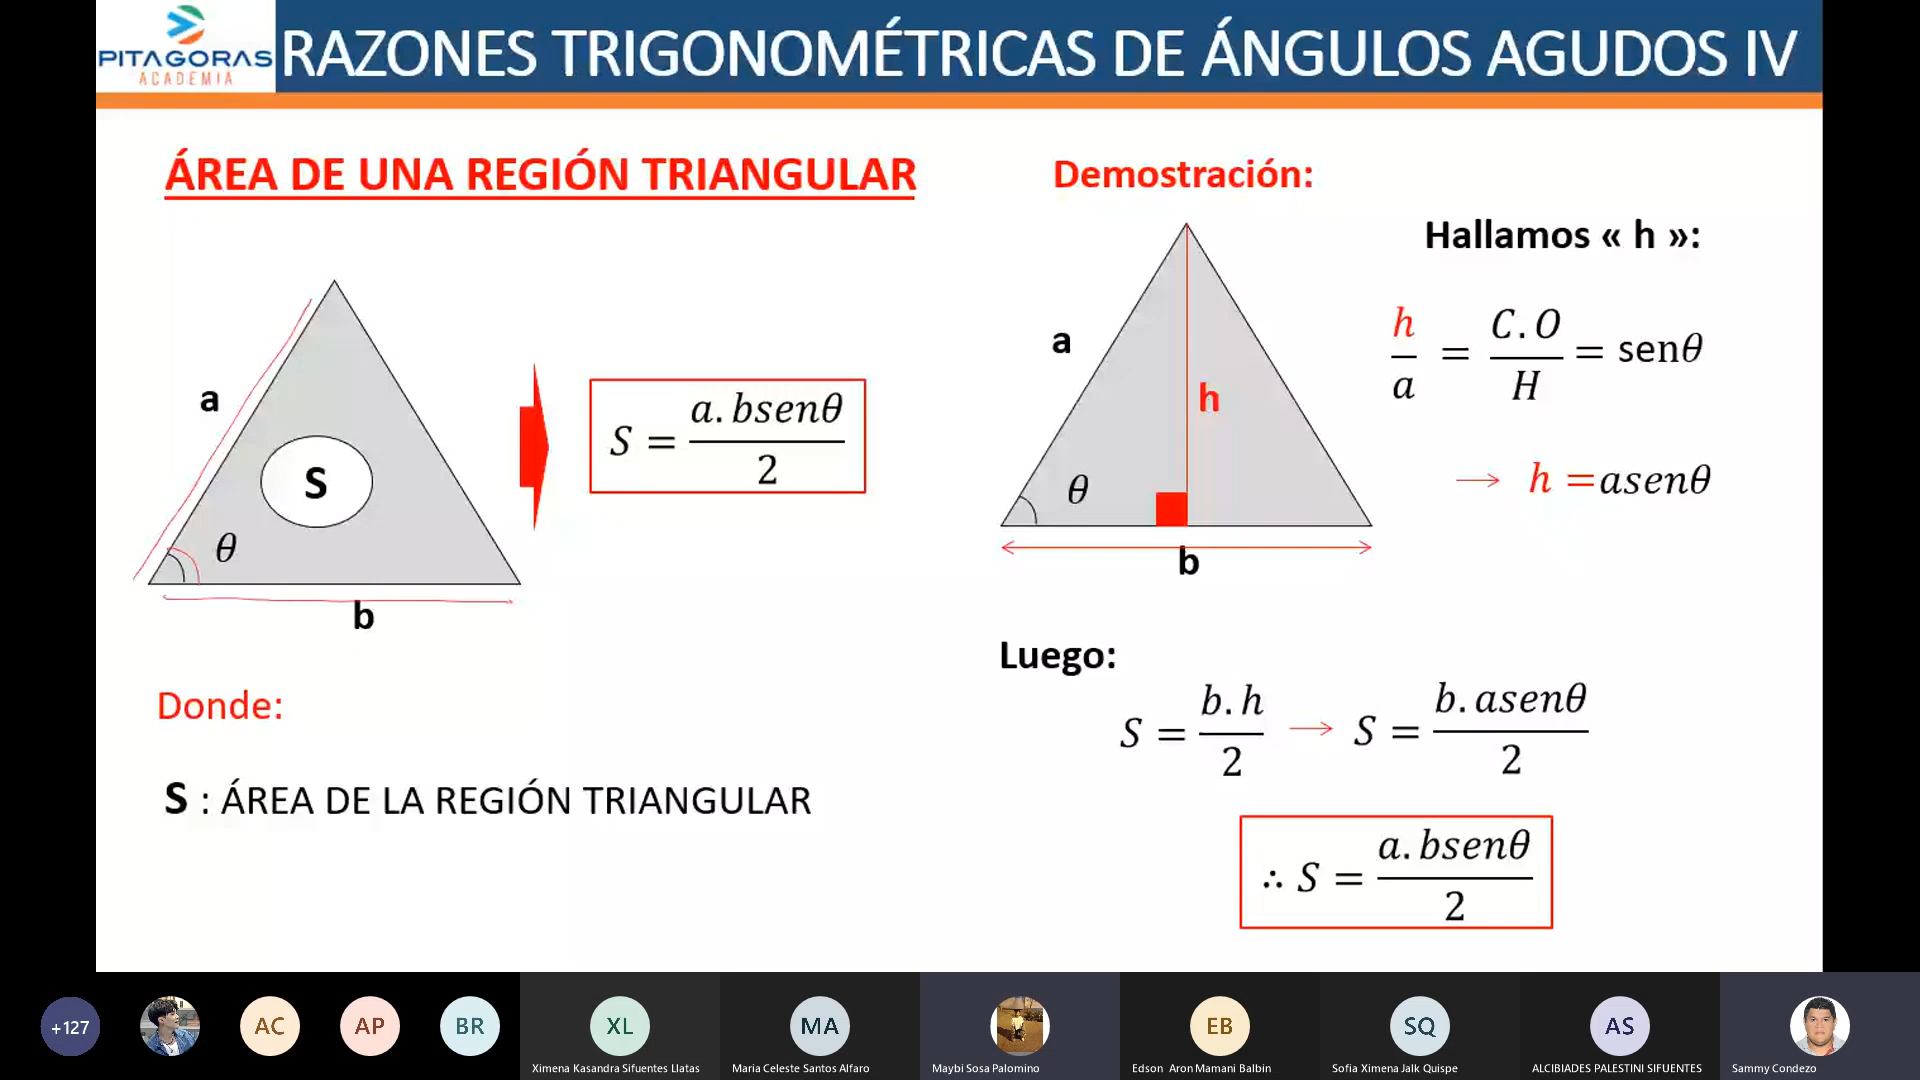 PITAGORAS
ACADEMIA
RAZONES TRIGONOMÉTRICAS DE ÁNGULOS AGUDOS IV
ÁREA DE UNA REGIÓN TRIANGULAR
a
S
θ
b
S = a.bsenθ / 2
Donde:
S : ÁREA DE LA REGIÓN TRIANGULAR
Demostración:
a
h
θ
b
Hallamos « h »:
h / a = C.O / H = senθ
→ h = asenθ
Luego:
S = b.h / 2 → S = b.asenθ / 2
∴ S = a.bsenθ / 2
+127
AC
AP
BR
XL
Ximena Kasandra Sifuentes Llatas
MA
Maria Celeste Santos Alfaro
Maybi Sosa Palomino
EB
Edson Aron Mamani Balbin
SQ
Sofia Ximena Jalk Quispe
AS
ALCIBIADES PALESTINI SIFUENTES
Sammy Condezo